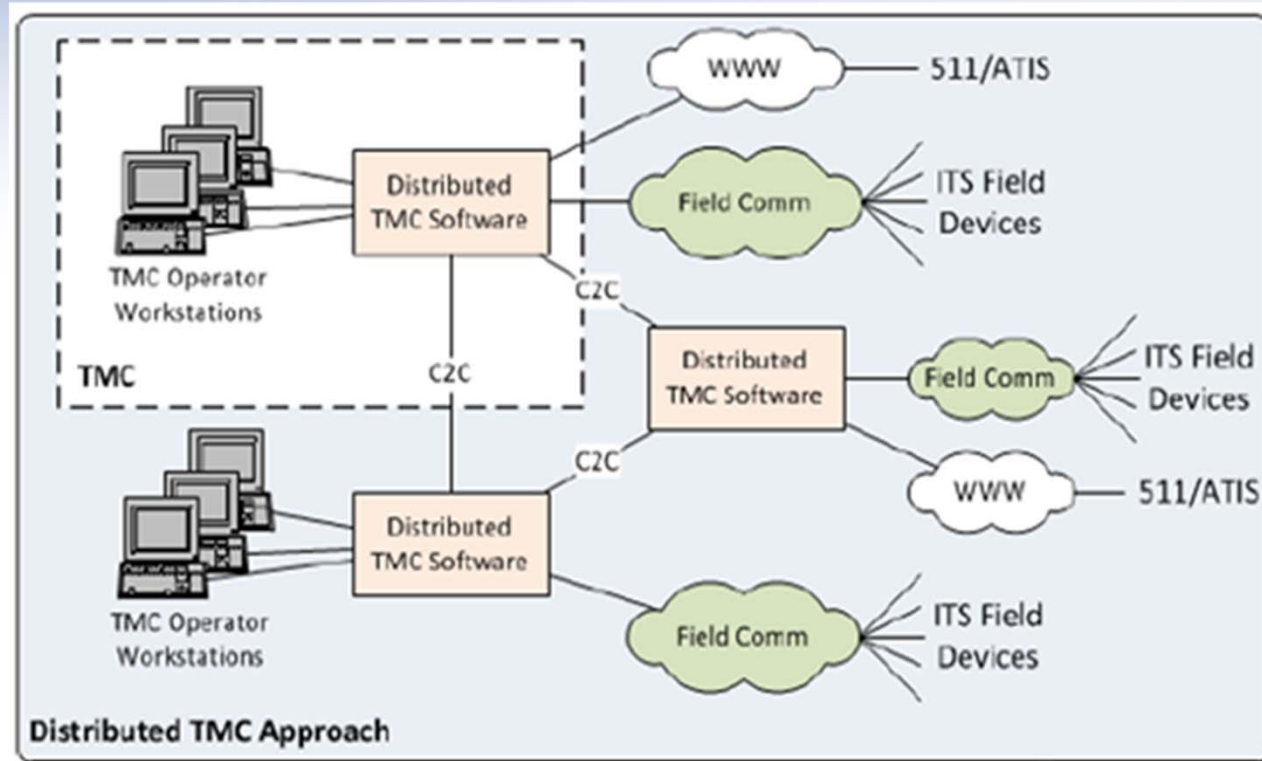 WWW
511/ATIS
Distributed
TMC Software
Field Comm
ITS Field
Devices
TMC Operator
Workstations
C2C
TMC
C2C
Distributed
TMC Software
Field Comm
ITS Field
Devices
C2C
WWW
511/ATIS
Distributed
TMC Software
TMC Operator
Workstations
Field Comm
ITS Field
Devices
Distributed TMC Approach